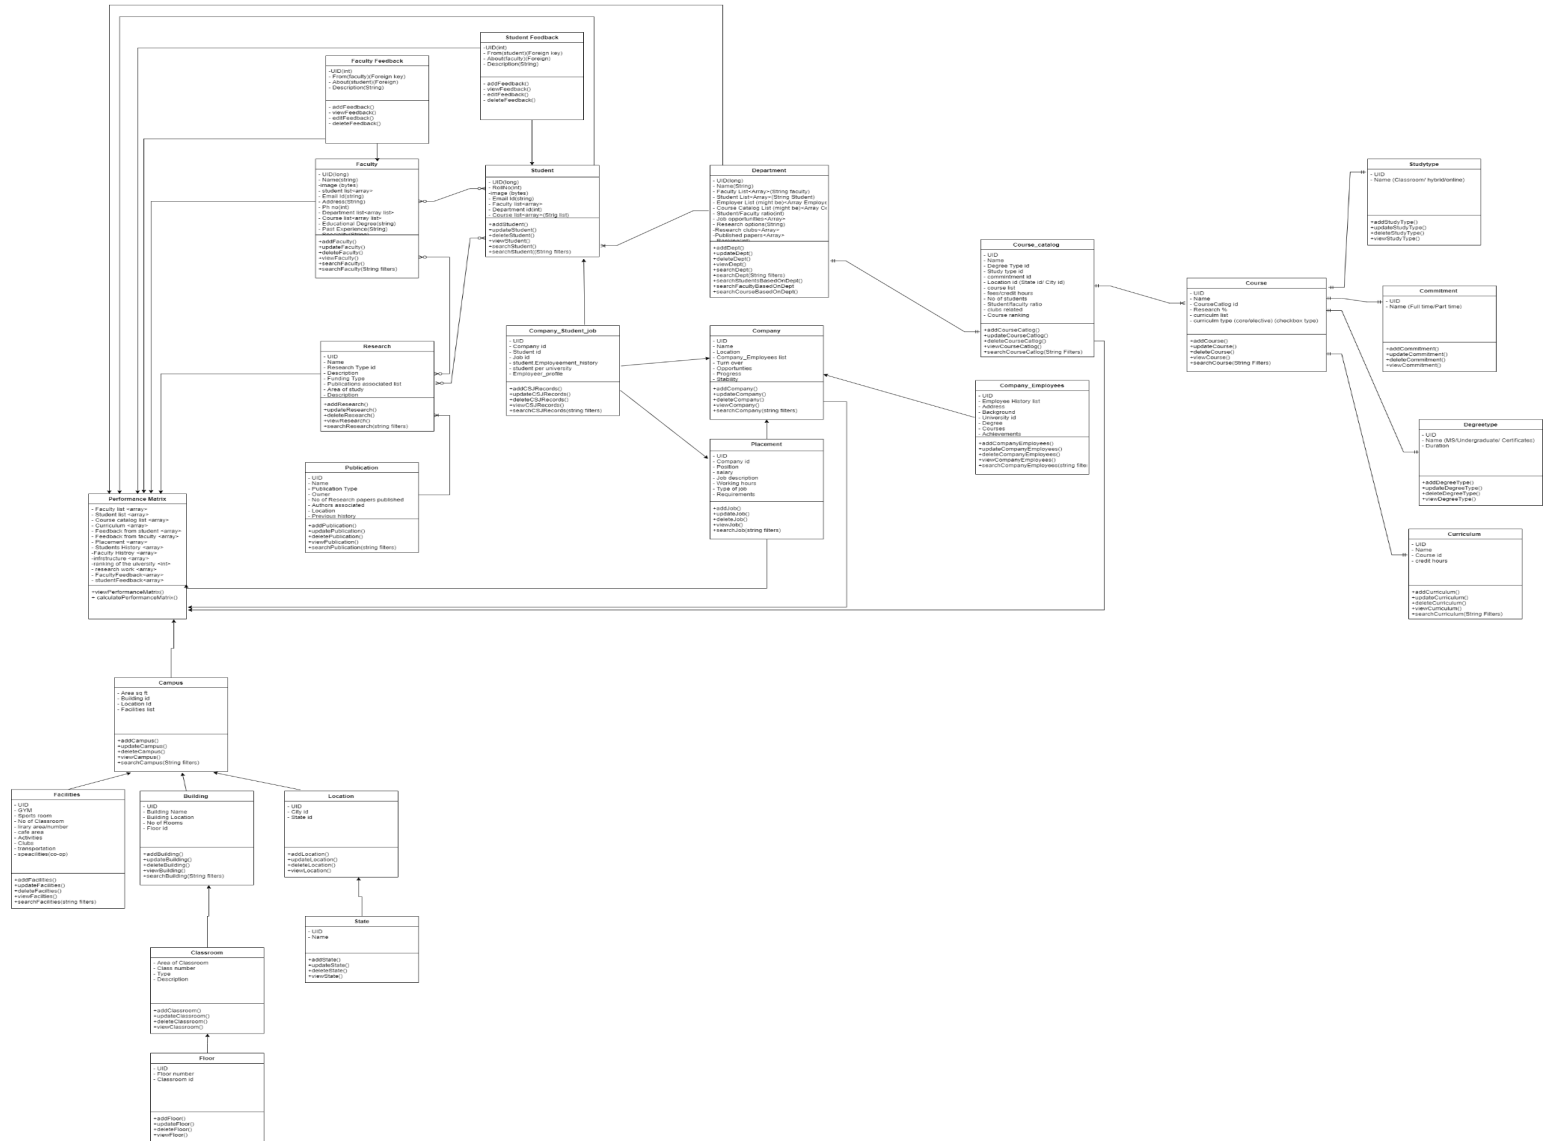 Student Feedback
-UID(int)
- From(student)(Foreign key)
- About(faculty)(Foreign)
- Description(String)
- addFeedback()
- viewFeedback()
- editFeedback()
- deleteFeedback()
Faculty Feedback
-UID(int)
- From(faculty)(Foreign key)
- About(student)(Foreign)
- Description(String)
- addFeedback()
- viewFeedback()
- editFeedback()
- deleteFeedback()
Faculty
- UID(long)
- Name(string)
-image (bytes)
- student list<array>
- Email Id(string)
- Address(String)
- Ph no(int)
- Department list<array list>
- Course list<array list>
- Educational Degree(string)
- Past Experience(String)
+addFaculty()
+updateFaculty()
+deleteFaculty()
+viewFaculty()
+searchFaculty()
+searchFaculty(String filters)
Student
- UID(long)
- RollNo(int)
-image (bytes)
- Email Id(string)
- Faculty list<array>
- Department id(int)
- Course list<array>(Strig list)
+addStudent()
+updateStudent()
+deleteStudent()
+viewStudent()
+searchStudent()
+searchStudent(String filters)
Department
- UID(long)
- Name(String)
- Faculty List<Array>(String faculty)
- Student List<Array>(String Student)
- Employer List (might be)<Array Employe
- Course Catalog List (might be)<Array Ca
- Student/Faculty ratio(int)
- Job opportunities<Array>
- Research options(String)
-Research clubs<Array>
-Published papers<Array>
+addDept()
+updateDept()
+deleteDept()
+viewDept()
+searchDept()
+searchDept(String filters)
+searchStudentsBasedOnDept()
+searchFacultyBasedOnDept
+searchCourseBasedOnDept()
Studytype
- UID
- Name (Classroom/ hybrid/online)
+addStudyType()
+updateStudyType()
+deleteStudyType()
+viewStudyType()
Course_catalog
- UID
- Name
- Degree Type id
- Study type id
- commitment id
- Location id (State id/ City id)
- course list
- fees/credit hours
- No of students
- Student/faculty ratio
- clubs related
- Course ranking
+addCourseCatlog()
+updateCourseCatlog()
+deleteCourseCatlog()
+viewCourseCatlog()
+searchCourseCatlog(String Filters)
Course
- UID
- Name
- CourseCatlog id
- Research %
- curriculm list
- curriculm type (core/elective) (checkbox type)
+addCourse()
+updateCourse()
+deleteCourse()
+viewCourse()
+searchCourse(String Filters)
Commitment
- UID
- Name (Full time/Part time)
+addCommitment()
+updateCommitment()
+deleteCommitment()
+viewCommitment()
Company_Student_job
- UID
- Company id
- Student id
- Job id
- student.Employeement_history
- student per university
- Employeer_profile
+addCSJRecords()
+updateCSJRecords()
+deleteCSJRecords()
+viewCSJRecords()
+searchCSJRecords(string filters)
Company
- UID
- Name
- Location
- Company_Employees list
- Turn over
- Opportunties
- Progress
- Stability
+addCompany()
+updateCompany()
+deleteCompany()
+viewCompany()
+searchCompany(string filters)
Research
- UID
- Name
- Research Type id
- Description
- Funding Type
- Publications associated list
- Area of study
- Description
+addResearch()
+updateResearch()
+deleteResearch()
+viewResearch()
+searchResearch(string filters)
Company_Employees
- UID
- Employee History list
- Address
- Background
- University id
- Degree
- Courses
- Achievements
+addCompanyEmployees()
+updateCompanyEmployees()
+deleteCompanyEmployees()
+viewCompanyEmployees()
+searchCompanyEmployees(string filte
Degreetype
- UID
- Name (MS/Undergraduate/ Certificates)
- Duration
+addDegreeType()
+updateDegreeType()
+deleteDegreeType()
+viewDegreeType()
Placement
- UID
- Company id
- Position
- salary
- Job description
- Working hours
- Type of job
- Requirements
+addJob()
+updateJob()
+deleteJob()
+viewJob()
+searchJob(string filters)
Publication
- UID
- Name
- Publication Type
- Owner
- No of Research papers published
- Authors associated
- Location
- Previous history
+addPublication()
+updatePublication()
+deletePublication()
+viewPublication()
+searchPublication(string filters)
Performance Matrix
- Faculty list <array>
- Student list <array>
- Course catalog list <array>
- Curriculum <array>
- Feedback from student <array>
- Feedback from faculty <array>
- Placement <array>
- Students History <array>
-Faculty Histroy <array>
-infrstructure <array>
-ranking of the uiversity <int>
- research work <array>
- FacultyFeedback<array>
- studentFeedback<array>
+viewPerformanceMatrix()
+ calculatePerformanceMatrix()
Curriculum
- UID
- Name
- Course id
- credit hours
+addCurriculum()
+updateCurriculum()
+deleteCurriculum()
+viewCurriculum()
+searchCurriculum(String Filters)
Campus
- Area sq ft
- Building id
- Location Id
- Facilities list
+addCampus()
+updateCampus()
+deleteCampus()
+viewCampus()
+searchCampus(String filters)
Facilities
- UID
- GYM
- Sports room
- No of Classroom
- lirary area/number
- cafe area
- Activities
- Clubs
- transportation
- speacilities(co-op)
+addFacilities()
+updateFacilities()
+deleteFacilities()
+viewFacilities()
+searchFacilities(string filters)
Building
- UID
- Building Name
- Building Location
- No of Rooms
- Floor id
+addBuilding()
+updateBuilding()
+deleteBuilding()
+viewBuilding()
+searchBuilding(String filters)
Location
- UID
- City id
- State id
+addLocation()
+updateLocation()
+deleteLocation()
+viewLocation()
State
- UID
- Name
+addState()
+updateState()
+deleteState()
+viewState()
Classroom
- Area of Classroom
- Class number
- Type
- Description
+addClassroom()
+updateClassroom()
+deleteClassroom()
+viewClassroom()
Floor
- UID
- Floor number
- Classroom id
+addFloor()
+updateFloor()
+deleteFloor()
+viewFloor()